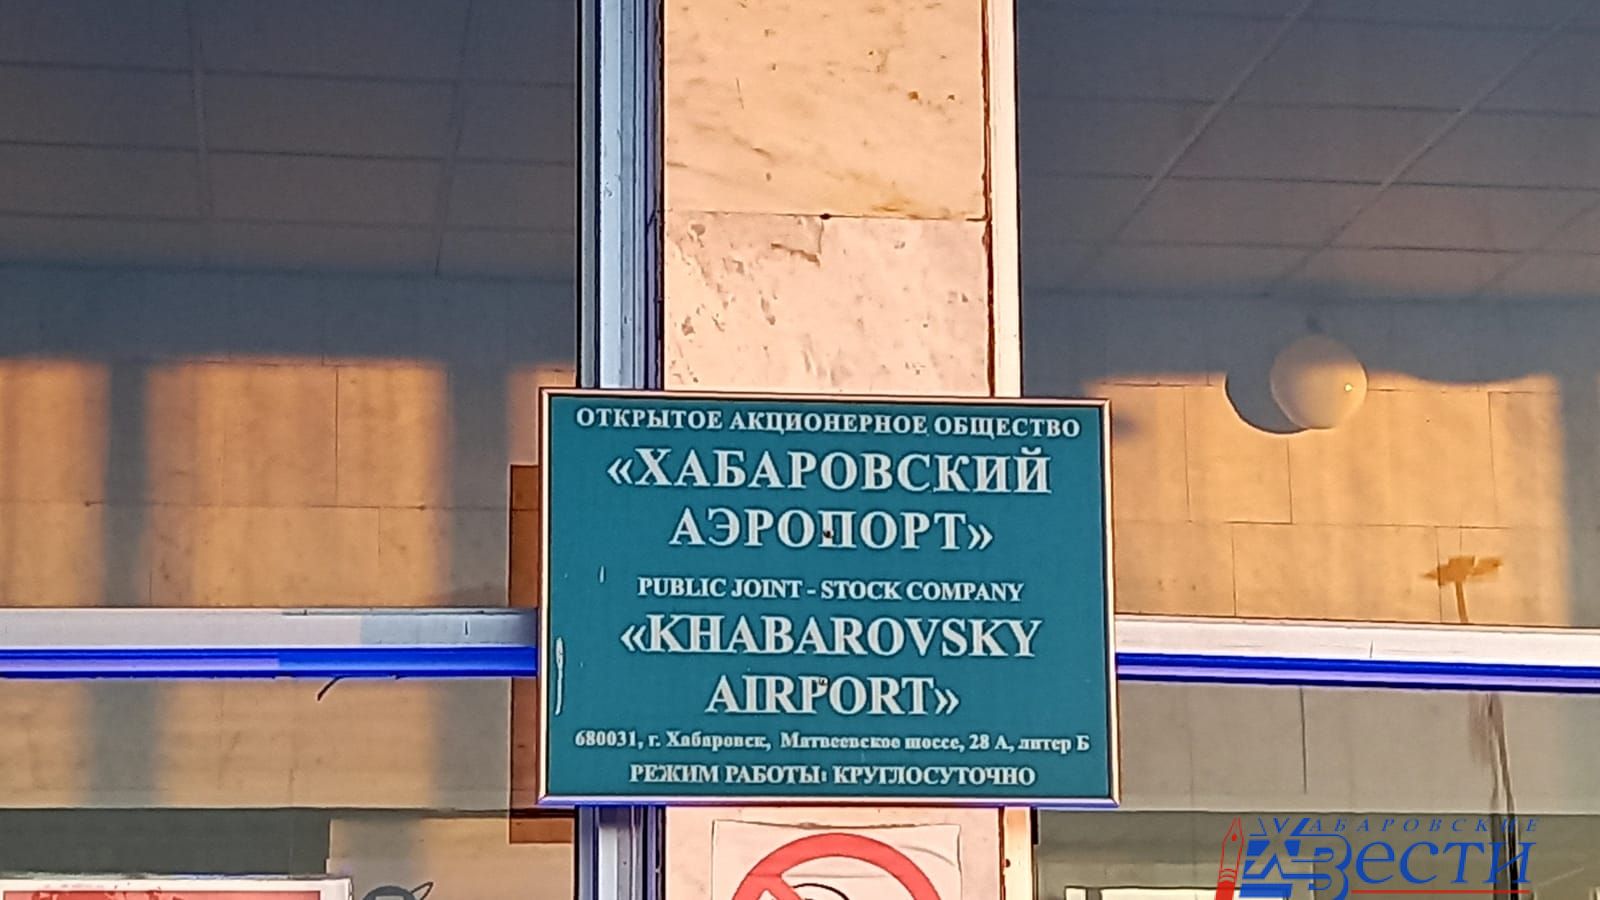 ОТКРЫТОЕ АКЦИОНЕРНОЕ ОБЩЕСТВО
«ХАБАРОВСКИЙ
АЭРОПОРТ»
PUBLIC JOINT - STOCK COMPANY
«KHABAROVSKY
AIRPORT»
680031, г. Хабаровск, Матвеевское шоссе, 28 А, литер Б
РЕЖИМ РАБОТЫ: КРУГЛОСУТОЧНО
ХАБАРОВСКИЕ
ВЕСТИ